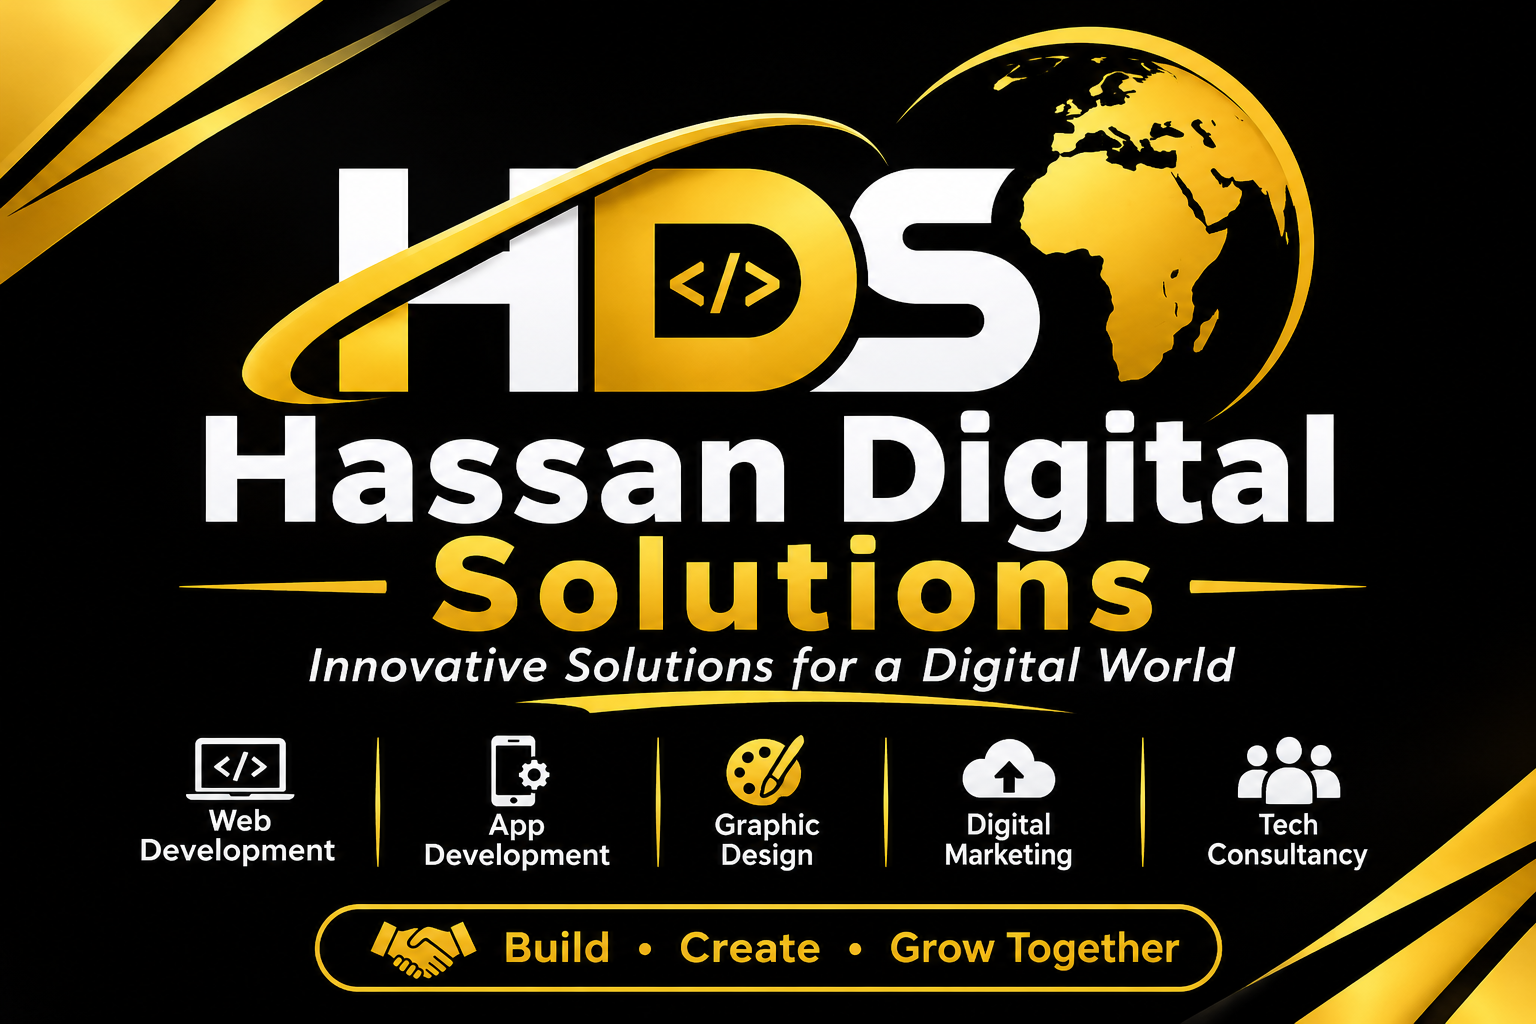 HDS
</>
Hassan Digital
Solutions
Innovative Solutions for a Digital World
</>
Web
Development
App
Development
Graphic
Design
Digital
Marketing
Tech
Consultancy
Build • Create • Grow Together